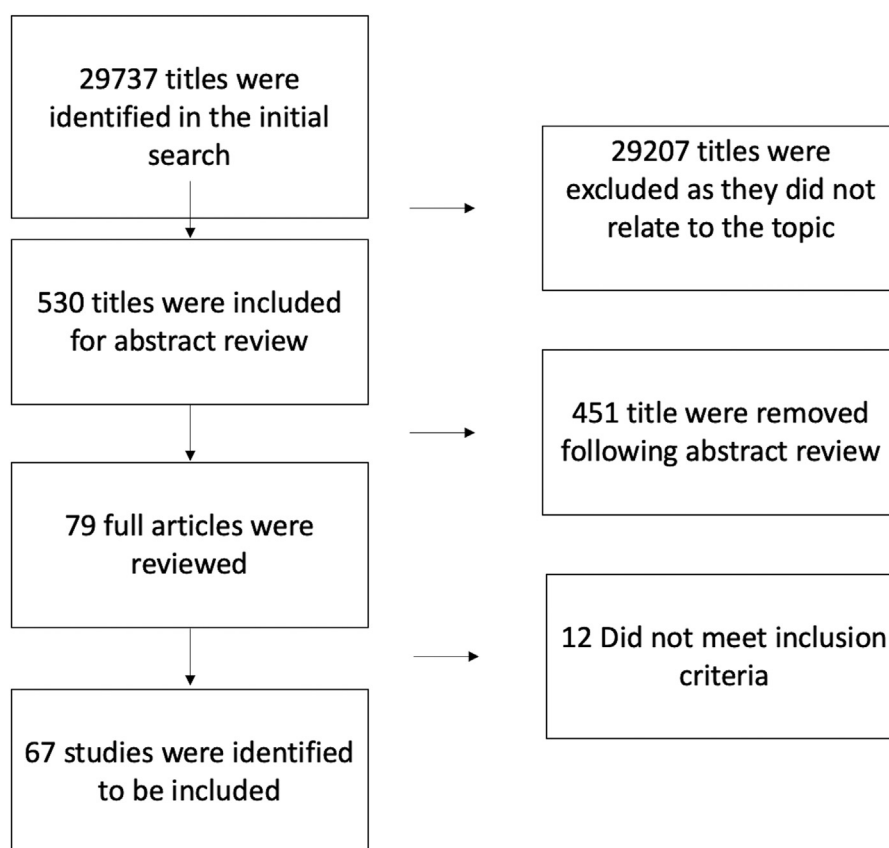 29737 titles were
identified in the initial
search
29207 titles were
excluded as they did not
relate to the topic
530 titles were included
for abstract review
451 title were removed
following abstract review
79 full articles were
reviewed
12 Did not meet inclusion
criteria
67 studies were identified
to be included